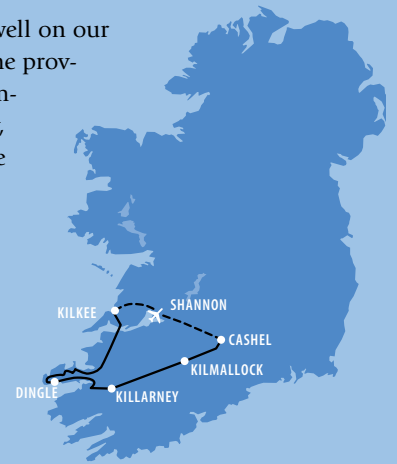 well on our
he prov-
n-
,
e
KILKEE
SHANNON
CASHEL
KILMALLOCK
DINGLE
KILLARNEY